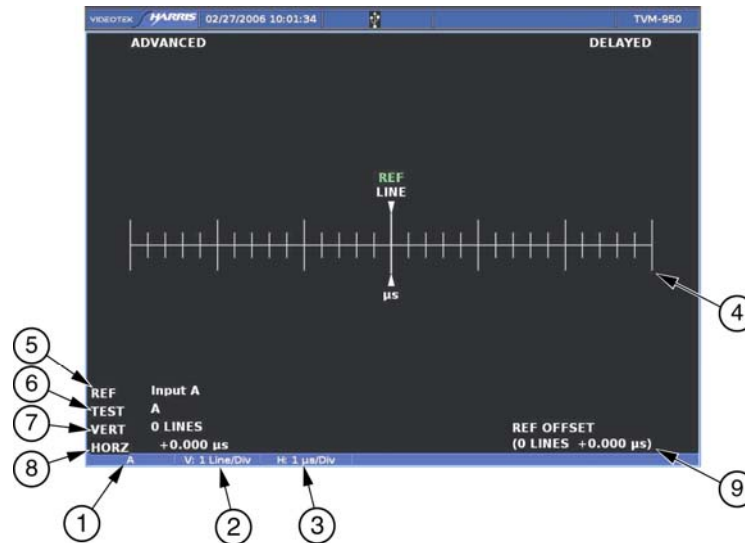 VIDEOTEK HARRIS 02/27/2006 10:01:34 TVM-950
ADVANCED DELAYED
REF
LINE
µs
4
5
REF Input A
6
TEST A
7
VERT 0 LINES
REF OFFSET
8
HORZ +0.000 µs
(0 LINES +0.000 µs)
9
A V: 1 Line/Div H: 1 µs/Div
1
2
3